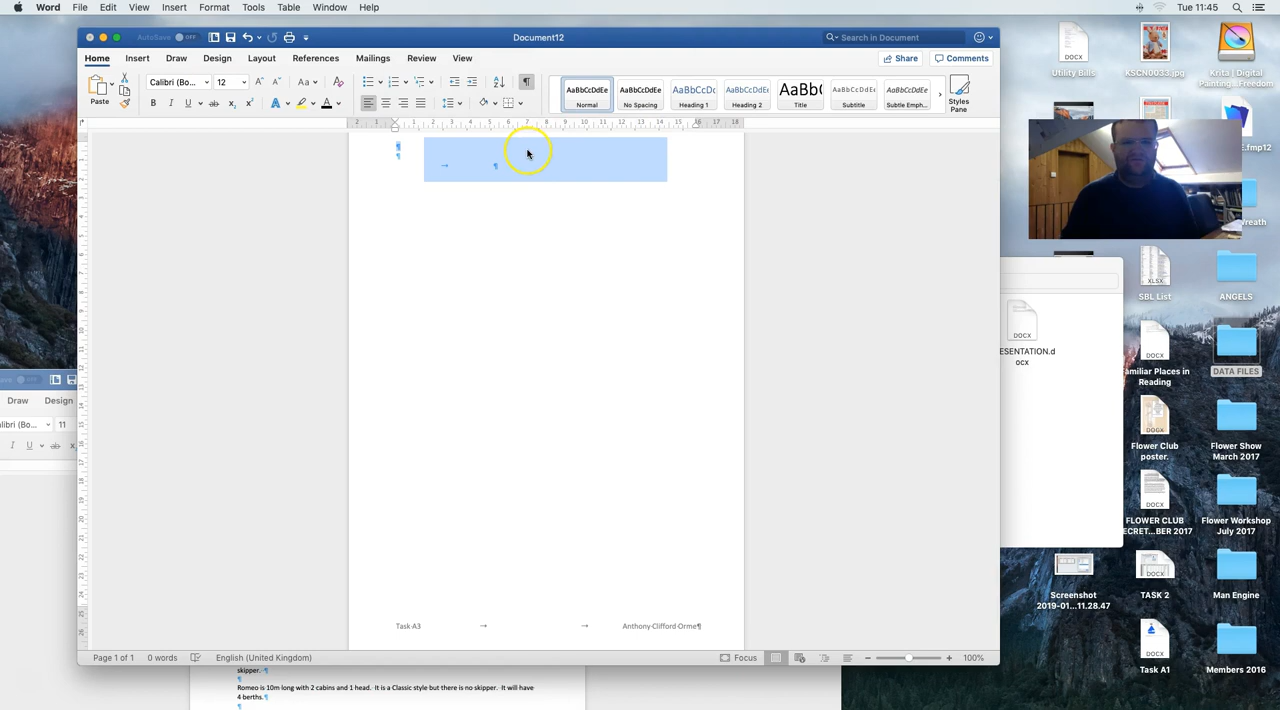 Word File Edit View Insert Format Tools Table Window Help Tue 11:45
AutoSave OFF Document12 Search in Document
Home Insert Draw Design Layout References Mailings Review View Share Comments
Paste Calibri (Bo... 12 Aa
AaBbCcDdEe AaBbCcDdEe AaBbCcDc AaBbCcDdEe AaBb( AaBbCcDdEe AaBbCcDdEe
Normal No Spacing Heading 1 Heading 2 Title Subtitle Subtle Emph... Styles Pane
Task·A3 Anthony·Clifford·Orme¶
Page 1 of 1 0 words English (United Kingdom) Focus 100%
Draw Design
alibri (Bo... 11
skipper.·¶
Romeo is 10m long with 2 cabins and 1 head. It is a Classic style but there is no skipper. It will have
4 berths.¶
DOCX
ESENTATION.d
ocx
Utility Bills
KSCN0033.jpg
Krita | Digital
Painting...Freedom
E.fmp12
Wreath
SBL List
ANGELS
amiliar Places in
Reading
DATA FILES
Flower Club
poster.
Flower Show
March 2017
FLOWER CLUB
ECRET...BER 2017
Flower Workshop
July 2017
Screenshot
2019-01...11.28.47
TASK 2
Man Engine
Task A1
Members 2016